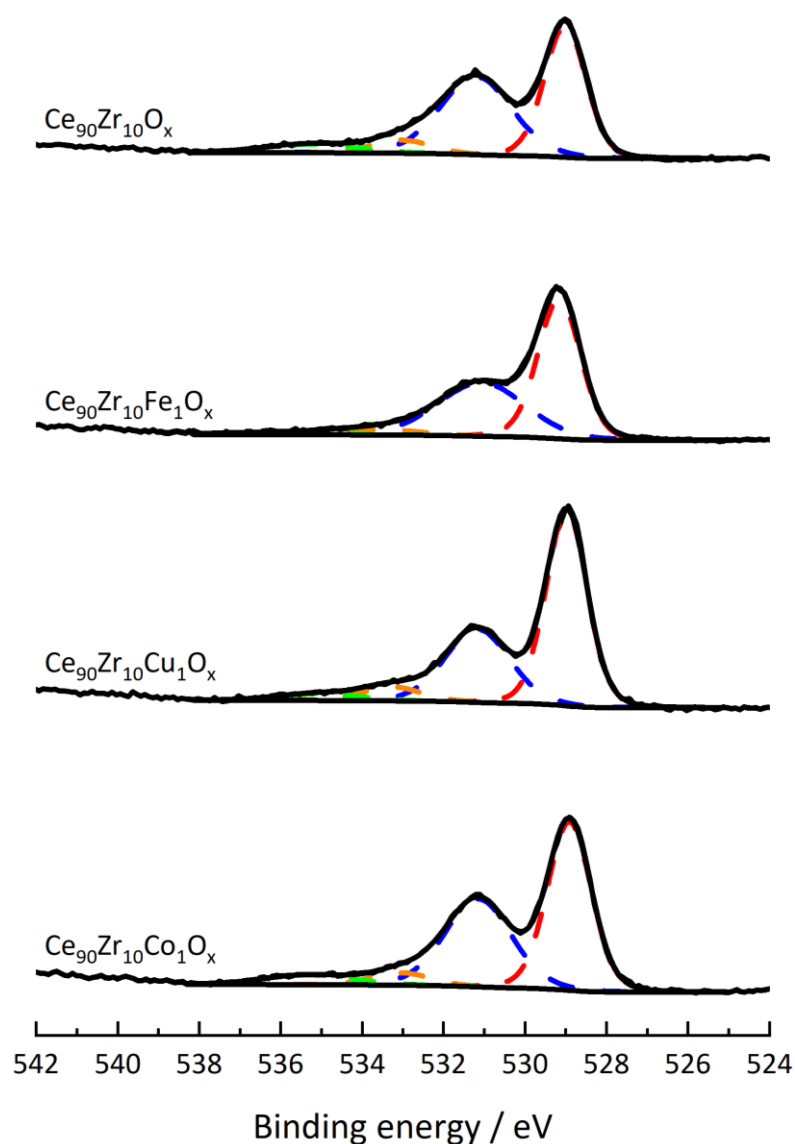 Ce₉₀Zr₁₀Oₓ
Ce₉₀Zr₁₀Fe₁Oₓ
Ce₉₀Zr₁₀Cu₁Oₓ
Ce₉₀Zr₁₀Co₁Oₓ
542 540 538 536 534 532 530 528 526 524
Binding energy / eV